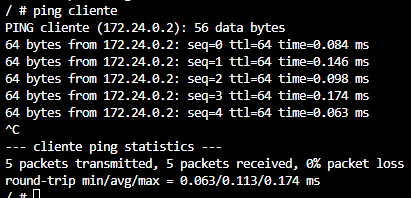 / # ping cliente
PING cliente (172.24.0.2): 56 data bytes
64 bytes from 172.24.0.2: seq=0 ttl=64 time=0.084 ms
64 bytes from 172.24.0.2: seq=1 ttl=64 time=0.146 ms
64 bytes from 172.24.0.2: seq=2 ttl=64 time=0.098 ms
64 bytes from 172.24.0.2: seq=3 ttl=64 time=0.174 ms
64 bytes from 172.24.0.2: seq=4 ttl=64 time=0.063 ms
^C
--- cliente ping statistics ---
5 packets transmitted, 5 packets received, 0% packet loss
round-trip min/avg/max = 0.063/0.113/0.174 ms
/ #